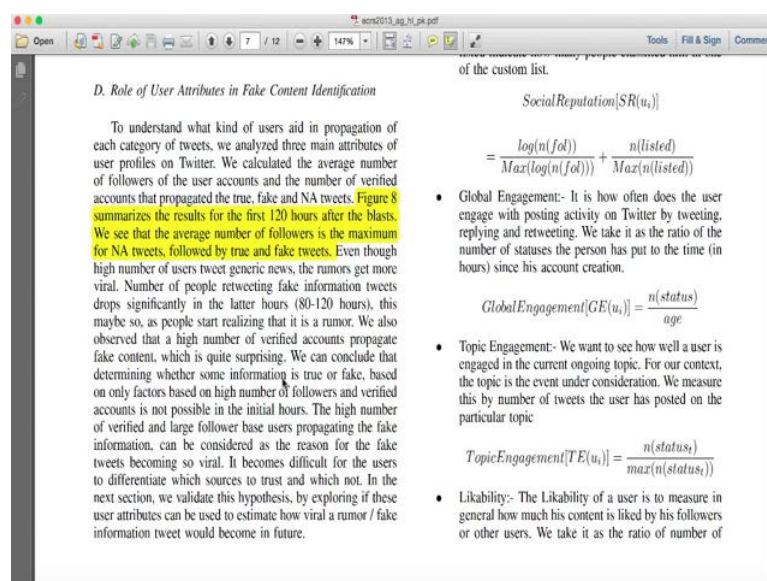 acrs2013_ag_hl_pk.pdf
Open
7 / 12
147%
Tools Fill & Sign Comme
D. Role of User Attributes in Fake Content Identification
To understand what kind of users aid in propagation of
each category of tweets, we analyzed three main attributes of
user profiles on Twitter. We calculated the average number
of followers of the user accounts and the number of verified
accounts that propagated the true, fake and NA tweets. Figure 8
summarizes the results for the first 120 hours after the blasts.
We see that the average number of followers is the maximum
for NA tweets, followed by true and fake tweets. Even though
high number of users tweet generic news, the rumors get more
viral. Number of people retweeting fake information tweets
drops significantly in the latter hours (80-120 hours), this
maybe so, as people start realizing that it is a rumor. We also
observed that a high number of verified accounts propagate
fake content, which is quite surprising. We can conclude that
determining whether some information is true or fake, based
on only factors based on high number of followers and verified
accounts is not possible in the initial hours. The high number
of verified and large follower base users propagating the fake
information, can be considered as the reason for the fake
tweets becoming so viral. It becomes difficult for the users
to differentiate which sources to trust and which not. In the
next section, we validate this hypothesis, by exploring if these
user attributes can be used to estimate how viral a rumor / fake
information tweet would become in future.
of the custom list.
SocialReputation[SR(u_i)]
= log(n(fol)) / Max(log(n(fol))) + n(listed) / Max(n(listed))
• Global Engagement:- It is how often does the user
engage with posting activity on Twitter by tweeting,
replying and retweeting. We take it as the ratio of the
number of statuses the person has put to the time (in
hours) since his account creation.
GlobalEngagement[GE(u_i)] = n(status) / age
• Topic Engagement:- We want to see how well a user is
engaged in the current ongoing topic. For our context,
the topic is the event under consideration. We measure
this by number of tweets the user has posted on the
particular topic
TopicEngagement[TE(u_i)] = n(status_t) / max(n(status_t))
• Likability:- The Likability of a user is to measure in
general how much his content is liked by his followers
or other users. We take it as the ratio of number of